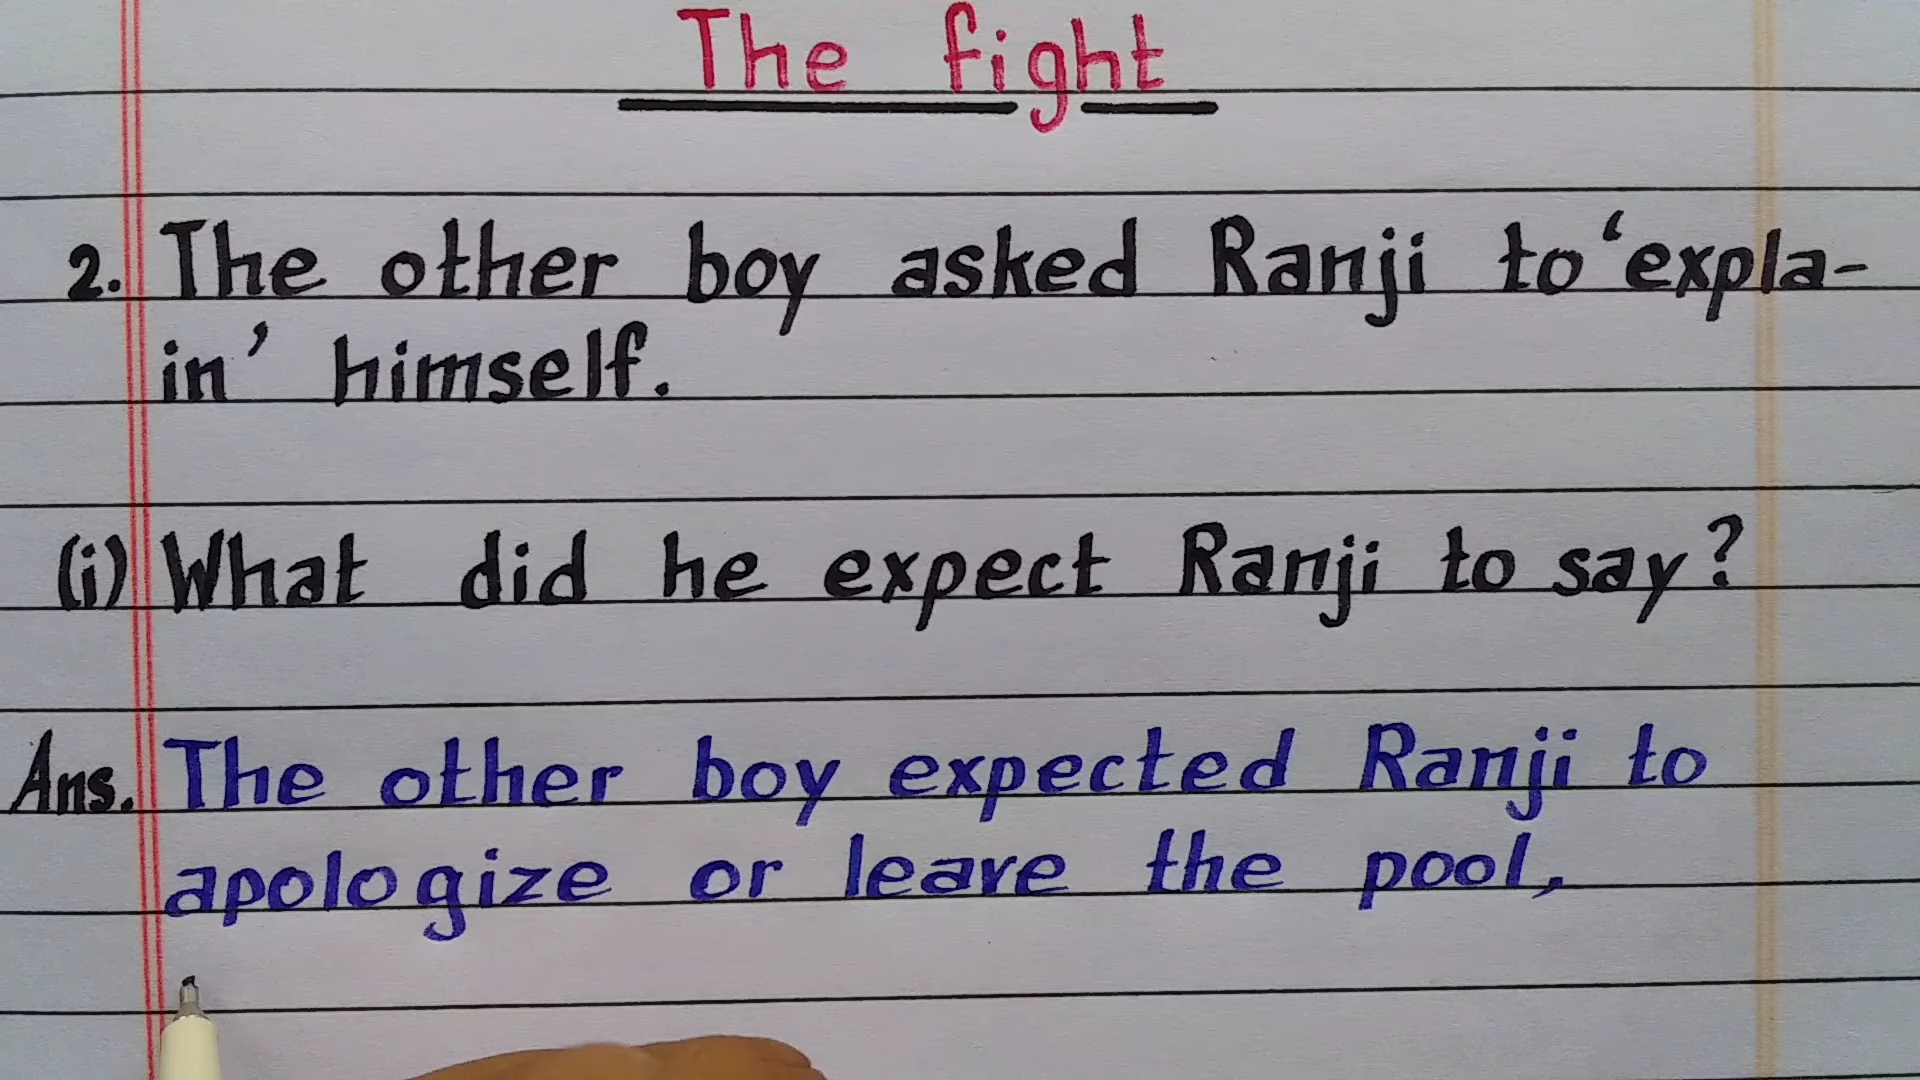 The fight
2. The other boy asked Ranji to ‘expla-
in’ himself.
(i) What did he expect Ranji to say?
Ans. The other boy expected Ranji to
apologize or leave the pool,